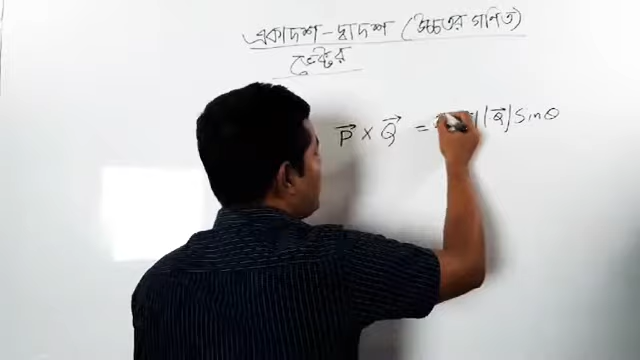 একাদশ - দ্বাদশ (উচ্চতর গণিত)
ভেক্টর
P⃗ × Q⃗ = |Q⃗| Sinθ